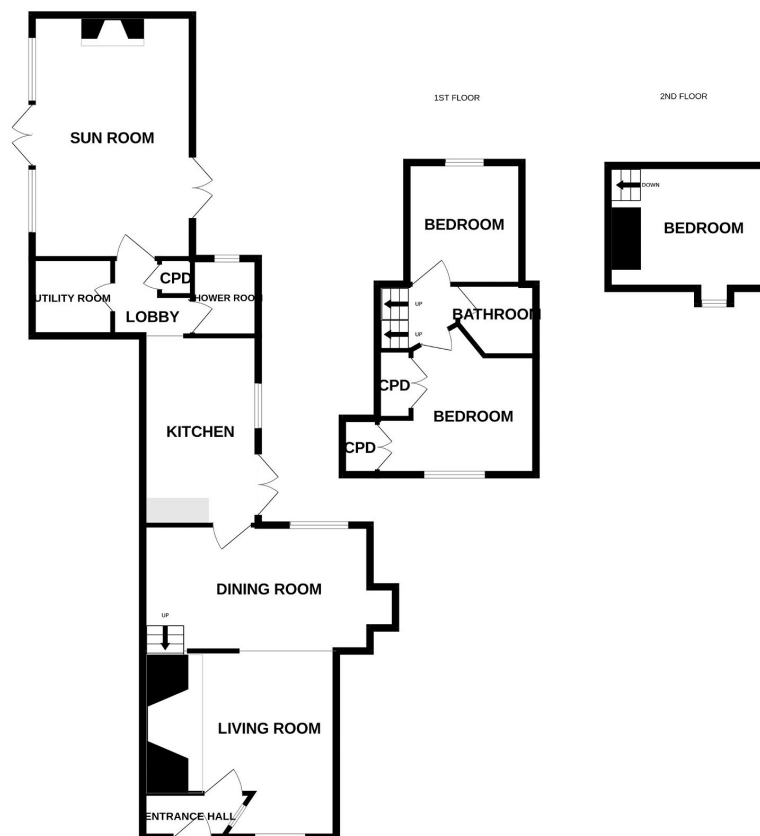 1ST FLOOR
2ND FLOOR
SUN ROOM
DOWN
BEDROOM
BEDROOM
CPD
UTILITY ROOM
SHOWER ROOM
LOBBY
UP
BATHROOM
UP
CPD
BEDROOM
KITCHEN
CPD
DINING ROOM
UP
LIVING ROOM
ENTRANCE HALL